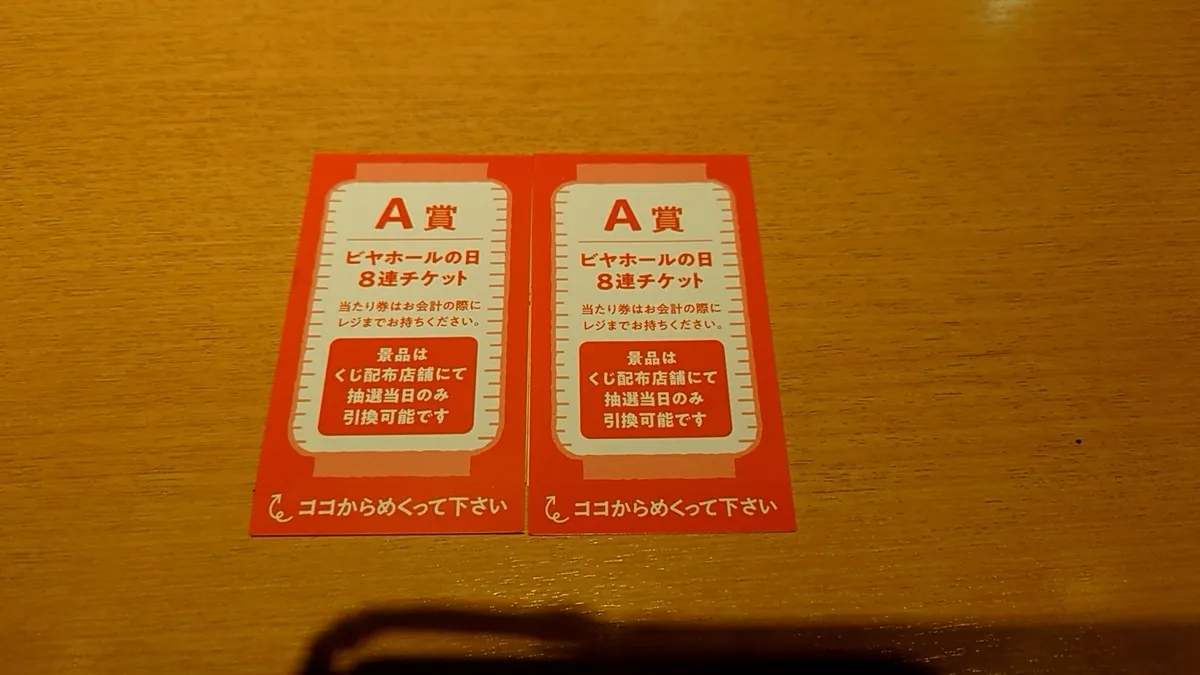 A賞
ビヤホールの日
8連チケット
当たり券はお会計の際に
レジまでお持ちください。
景品は
くじ配布店舗にて
抽選当日のみ
引換可能です
ココからめくって下さい
A賞
ビヤホールの日
8連チケット
当たり券はお会計の際に
レジまでお持ちください。
景品は
くじ配布店舗にて
抽選当日のみ
引換可能です
ココからめくって下さい